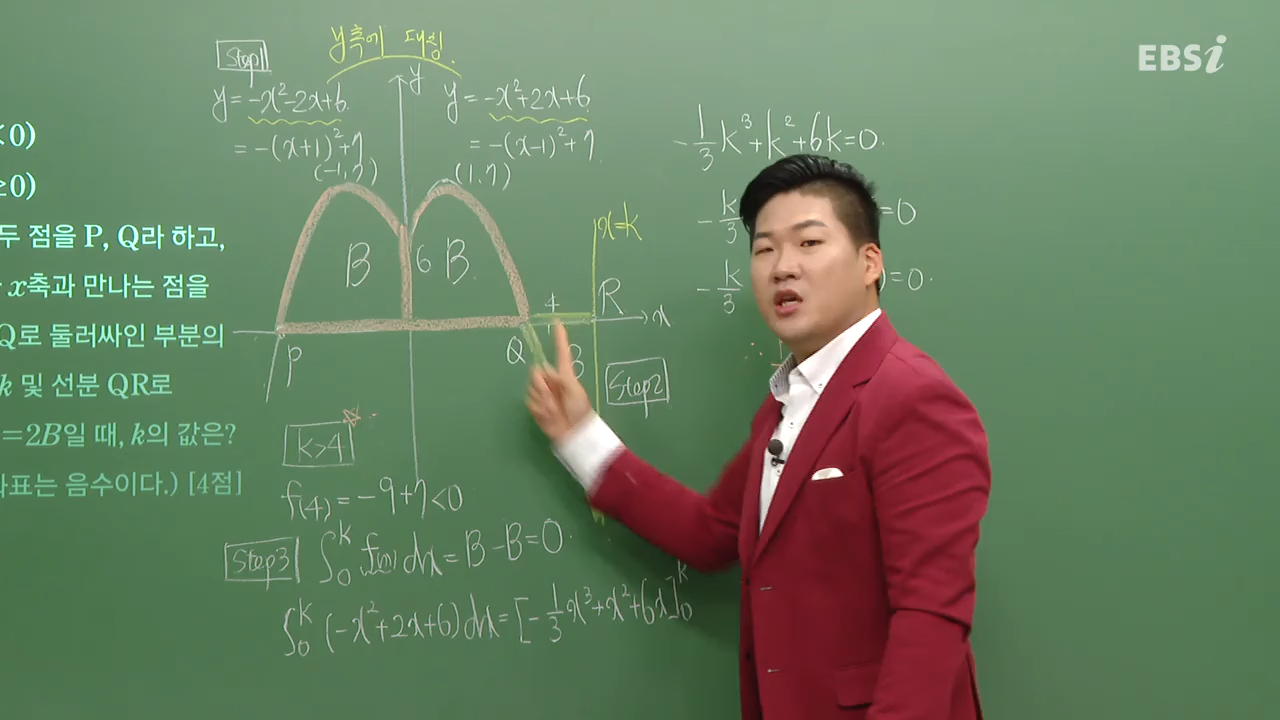 EBSi
<0)
≥0)
두 점을 P, Q라 하고,
x축과 만나는 점을
Q로 둘러싸인 부분의
k 및 선분 QR로
=2B일 때, k의 값은?
좌표는 음수이다.) [4점]
Step1
y축에 대칭.
y=-x²-2x+6
=-(x+1)²+7
(-1,7)
y=-x²+2x+6
=-(x-1)²+7
(1,7)
y
B
6
B
4
x=k
R
x
P
Q
B
Step2
k>4
f(4)=-9+7<0
Step3 ∫₀ᵏ f(x)dx=B-B=0
∫₀ᵏ(-x²+2x+6)dx=[-1/3x³+x²+6x]₀ᵏ
-1/3k³+k²+6k=0.
-k/3 =0
-k/3 )=0.